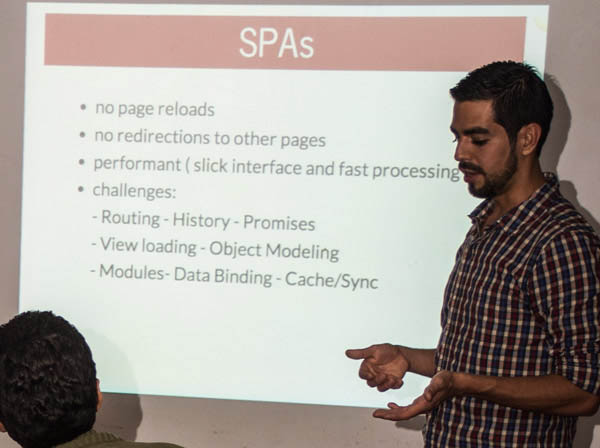 SPAs
• no page reloads
• no redirections to other pages
• performant ( slick interface and fast processing
• challenges:
- Routing - History - Promises
- View loading - Object Modeling
- Modules- Data Binding - Cache/Sync